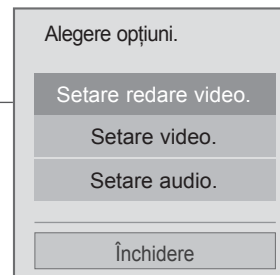 Alegere opțiuni.
Setare redare video.
Setare video.
Setare audio.
Închidere